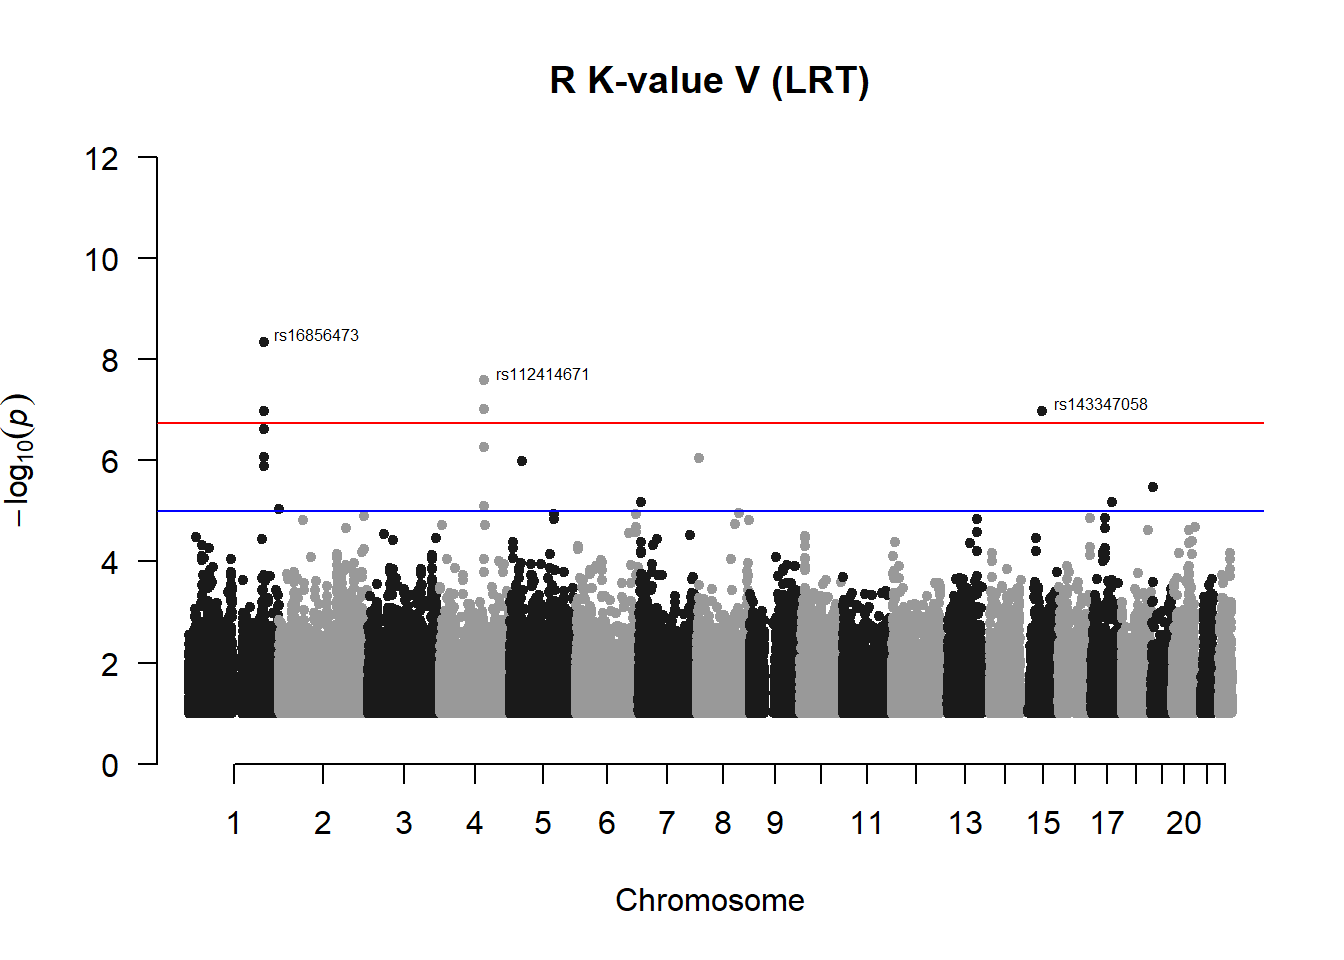 R K-value V (LRT)
12
10
8
6
4
2
0
−log10(p)
rs16856473
rs112414671
rs143347058
1 2 3 4 5 6 7 8 9 11 13 15 17 20
Chromosome